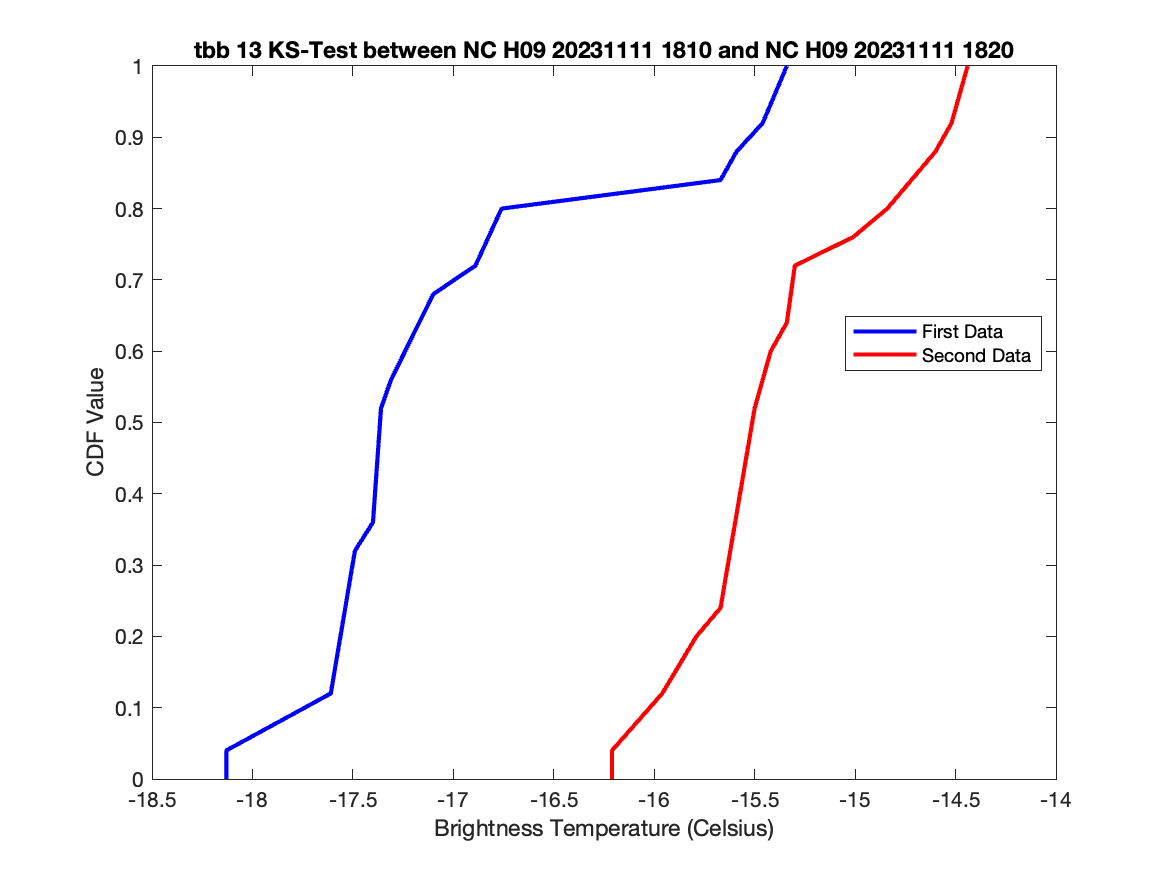 tbb 13 KS-Test between NC H09 20231111 1810 and NC H09 20231111 1820
1
0.9
0.8
0.7
0.6
0.5
0.4
0.3
0.2
0.1
0
CDF Value
First Data
Second Data
-18.5 -18 -17.5 -17 -16.5 -16 -15.5 -15 -14.5 -14
Brightness Temperature (Celsius)